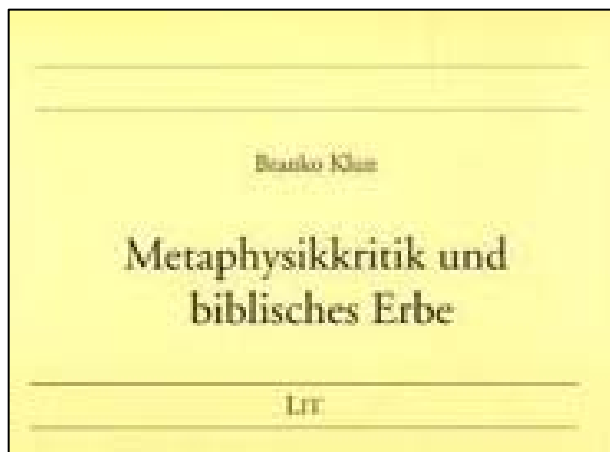 Branko Klun
Metaphysikkritik und
biblisches Erbe
LIT